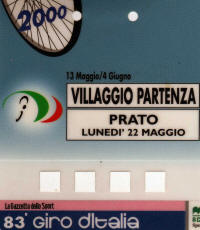 2000
13 Maggio/4 Giugno
VILLAGGIO PARTENZA
PRATO
LUNEDI' 22 MAGGIO
La Gazzetta dello Sport
83° Giro d'Italia